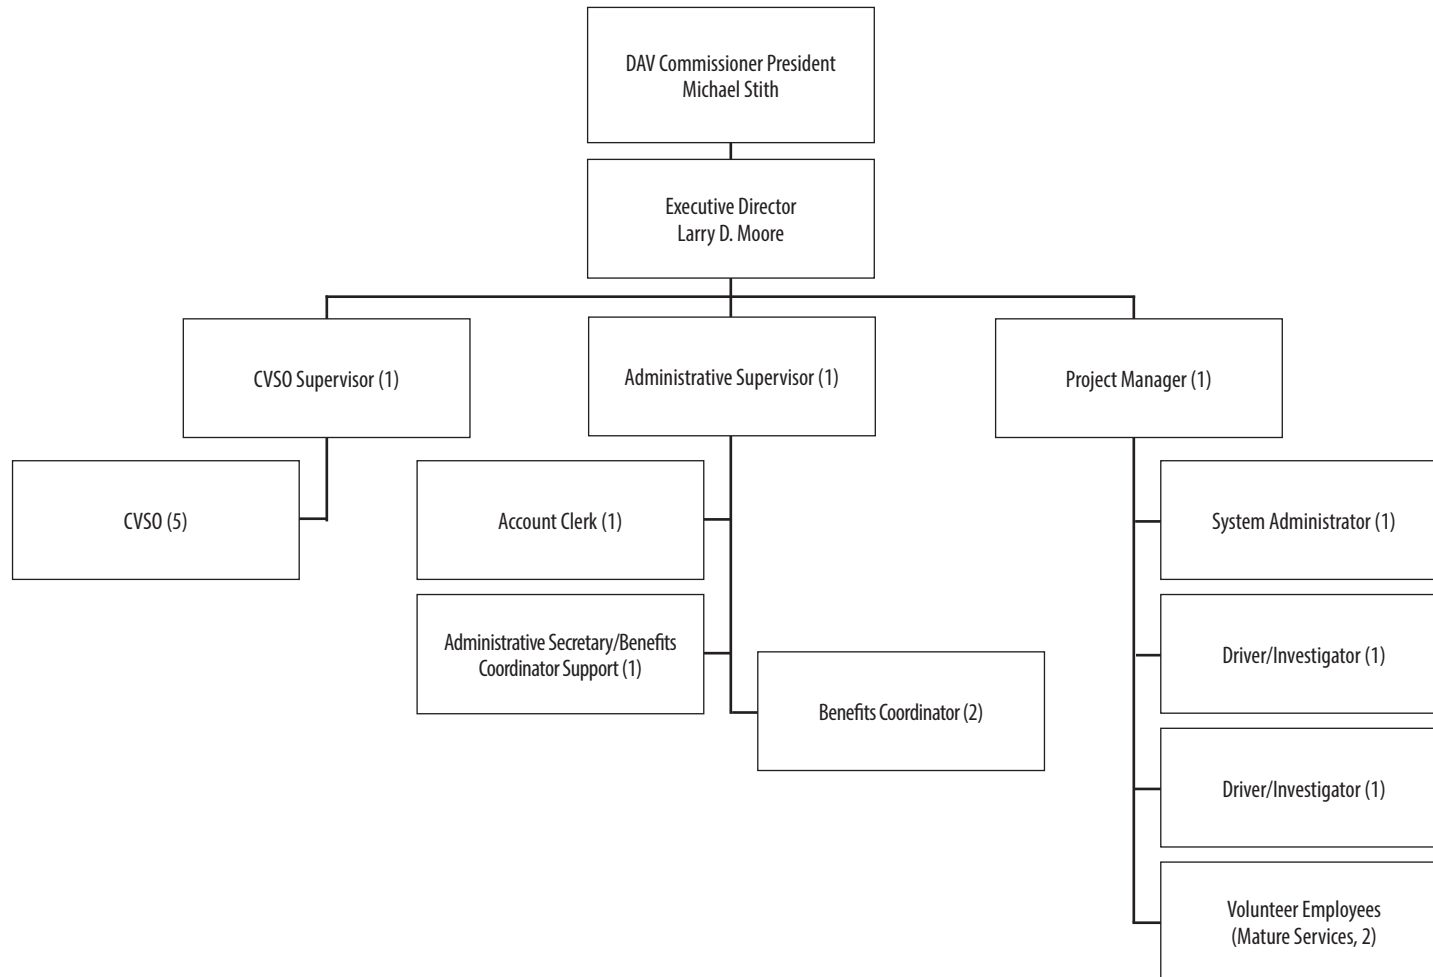 DAV Commissioner President
Michael Stith
Executive Director
Larry D. Moore
CVSO Supervisor (1)
Administrative Supervisor (1)
Project Manager (1)
CVSO (5)
Account Clerk (1)
System Administrator (1)
Administrative Secretary/Benefits
Coordinator Support (1)
Driver/Investigator (1)
Benefits Coordinator (2)
Driver/Investigator (1)
Volunteer Employees
(Mature Services, 2)